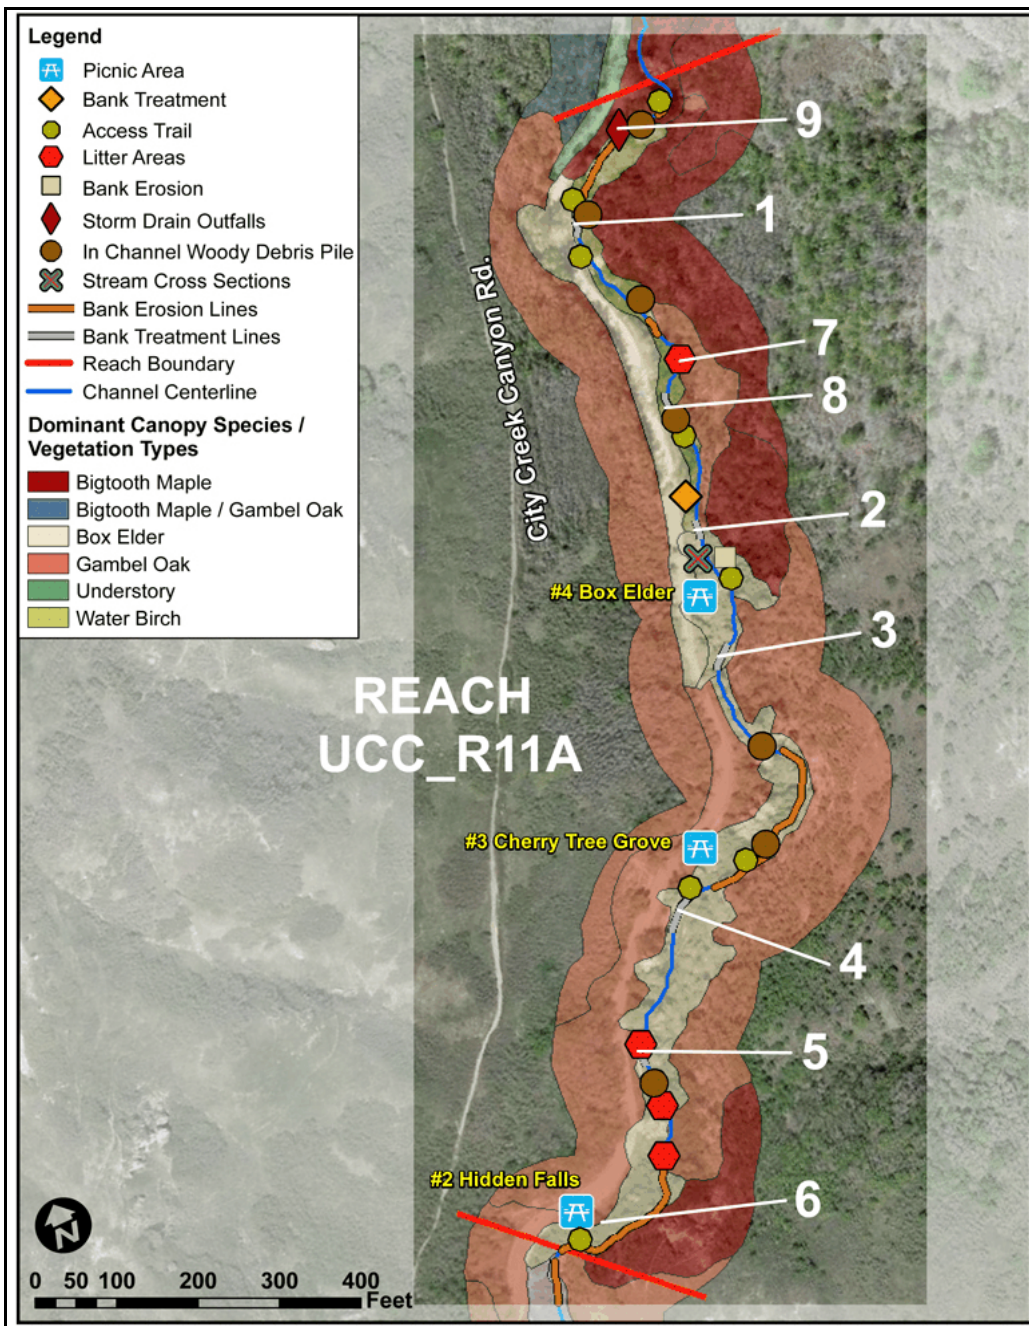 Legend
Picnic Area
Bank Treatment
Access Trail
Litter Areas
Bank Erosion
Storm Drain Outfalls
In Channel Woody Debris Pile
Stream Cross Sections
Bank Erosion Lines
Bank Treatment Lines
Reach Boundary
Channel Centerline
Dominant Canopy Species /
Vegetation Types
Bigtooth Maple
Bigtooth Maple / Gambel Oak
Box Elder
Gambel Oak
Understory
Water Birch
9
1
City Creek Canyon Rd.
7
8
2
#4 Box Elder
3
REACH
UCC_R11A
#3 Cherry Tree Grove
4
5
#2 Hidden Falls
6
N
0 50 100 200 300 400
Feet